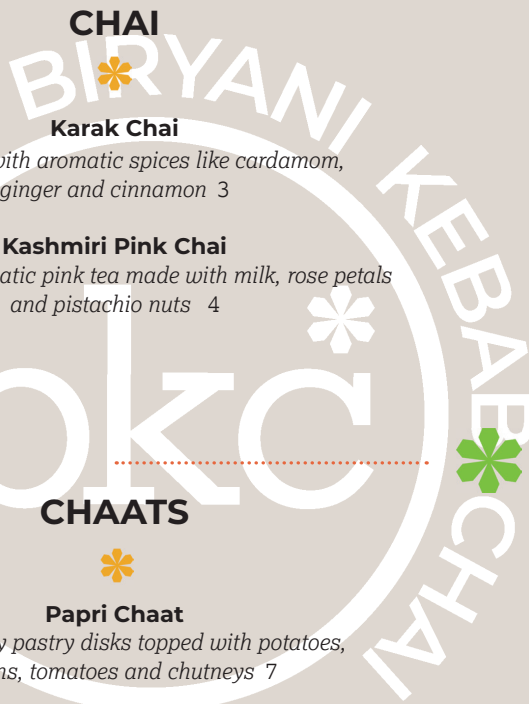 CHAI
BIRYANI KEBAB CHAI
Karak Chai
with aromatic spices like cardamom,
ginger and cinnamon 3
Kashmiri Pink Chai
pink tea made with milk, rose petals
and pistachio nuts 4
bkc
CHAATS
Papri Chaat
pastry disks topped with potatoes,
tomatoes and chutneys 7